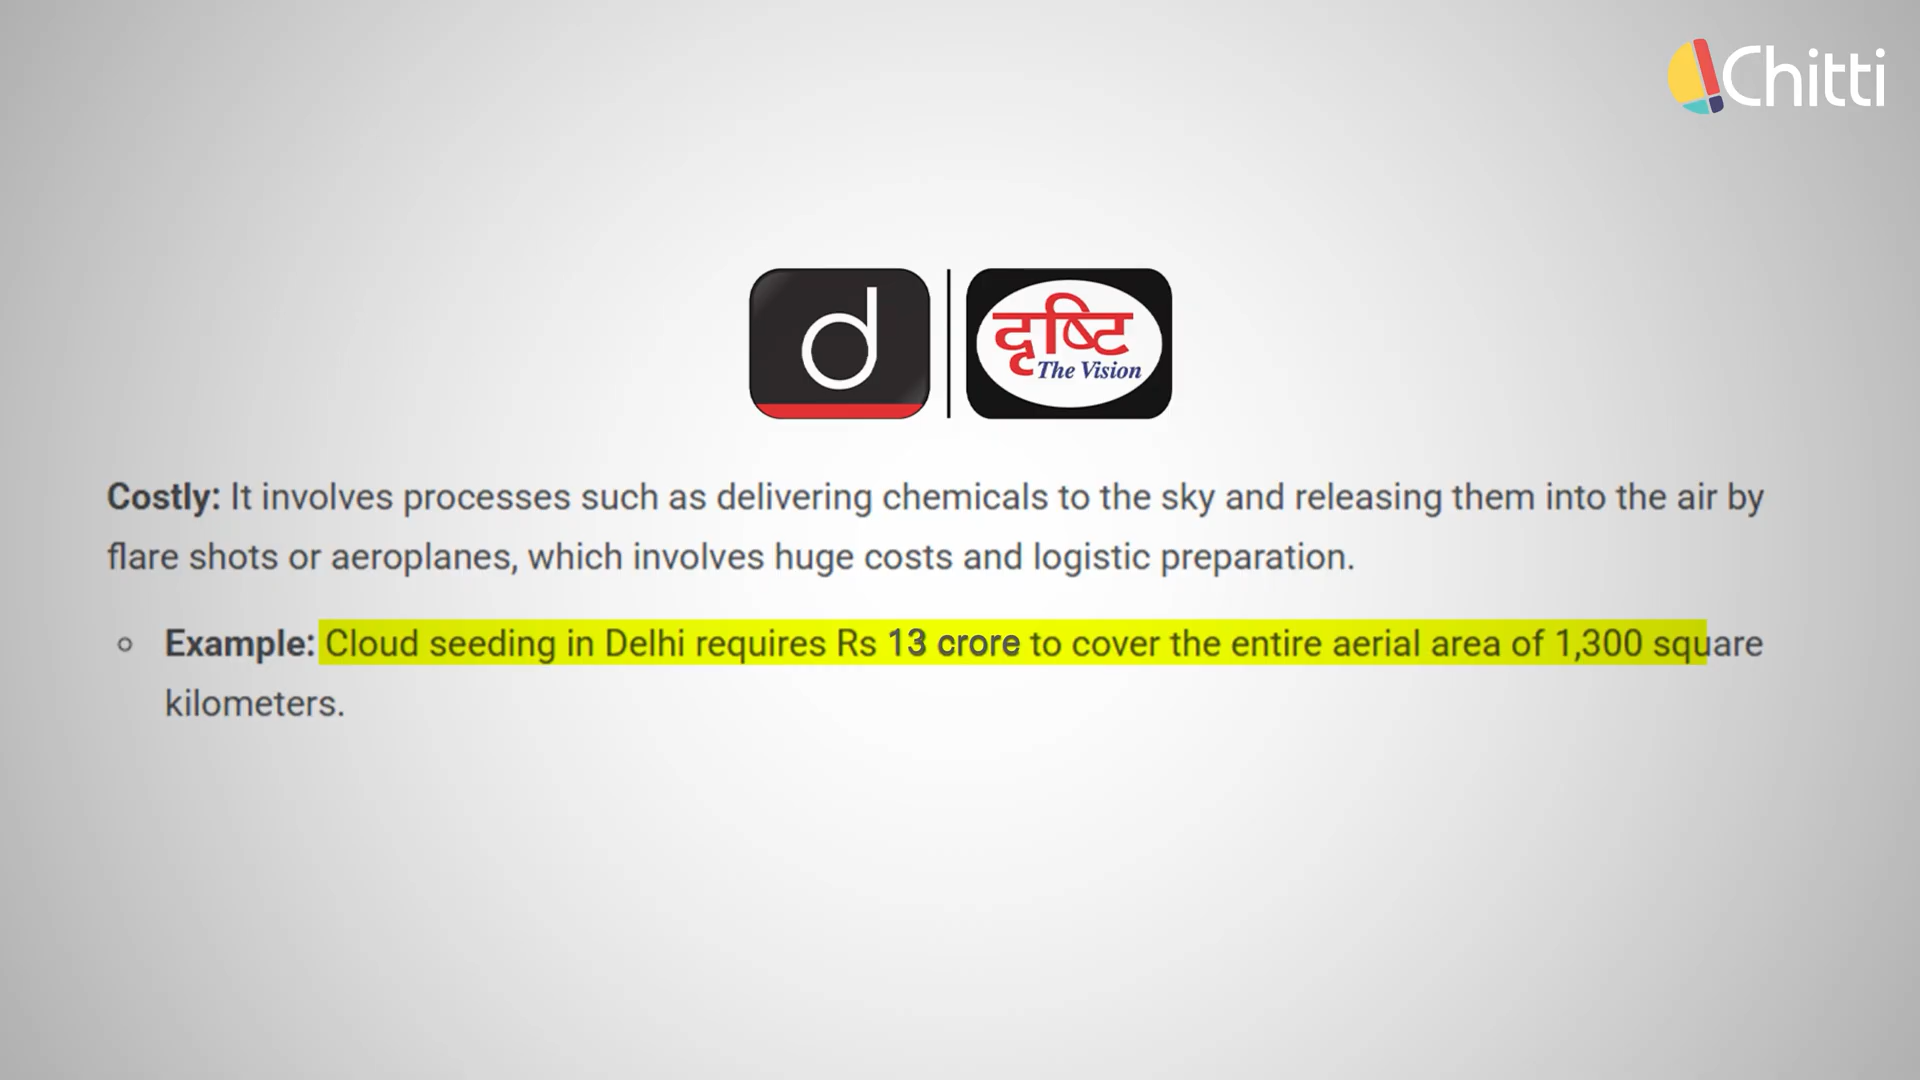 Chitti
d
दृष्टि
The Vision
Costly: It involves processes such as delivering chemicals to the sky and releasing them into the air by
flare shots or aeroplanes, which involves huge costs and logistic preparation.
Example: Cloud seeding in Delhi requires Rs 13 crore to cover the entire aerial area of 1,300 square
kilometers.